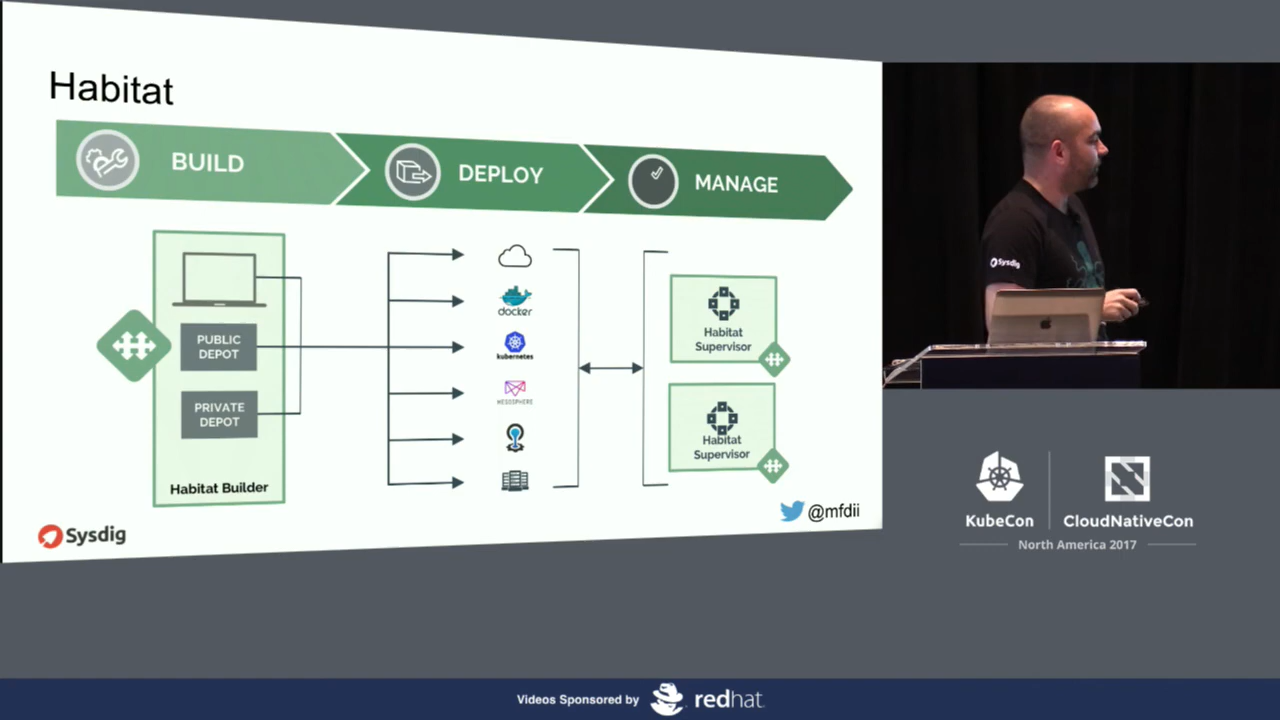 Habitat
BUILD
DEPLOY
MANAGE
PUBLIC
DEPOT
PRIVATE
DEPOT
Habitat Builder
docker
kubernetes
MESOSPHERE
Habitat
Supervisor
Habitat
Supervisor
Sysdig
@mfdii
Sysdig
KubeCon
CloudNativeCon
North America 2017
Videos Sponsored by
redhat.